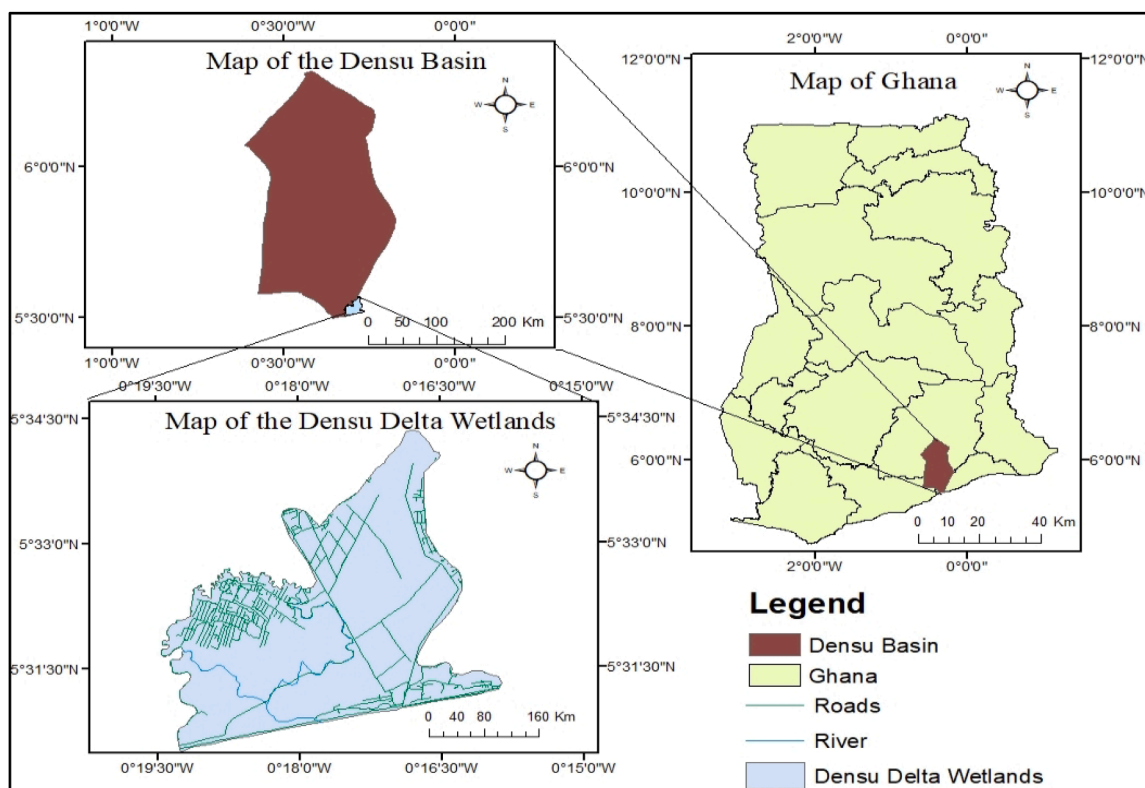 1°0'0"W 0°30'0"W 0°0'0"
Map of the Densu Basin
N
W E
S
6°0'0"N 6°0'0"N
5°30'0"N 5°30'0"N
0 50 100 200 Km
1°0'0"W 0°30'0"W 0°0'0"
2°0'0"W 0°0'0"
12°0'0"N 12°0'0"N
Map of Ghana
N
W E
S
10°0'0"N 10°0'0"N
8°0'0"N 8°0'0"N
6°0'0"N 6°0'0"N
0 10 20 40 Km
2°0'0"W 0°0'0"
0°19'30"W 0°18'0"W 0°16'30"W 0°15'0"W
Map of the Densu Delta Wetlands
N
W E
S
5°34'30"N 5°34'30"N
5°33'0"N 5°33'0"N
5°31'30"N 5°31'30"N
0 40 80 160 Km
0°19'30"W 0°18'0"W 0°16'30"W 0°15'0"W
Legend
Densu Basin
Ghana
Roads
River
Densu Delta Wetlands